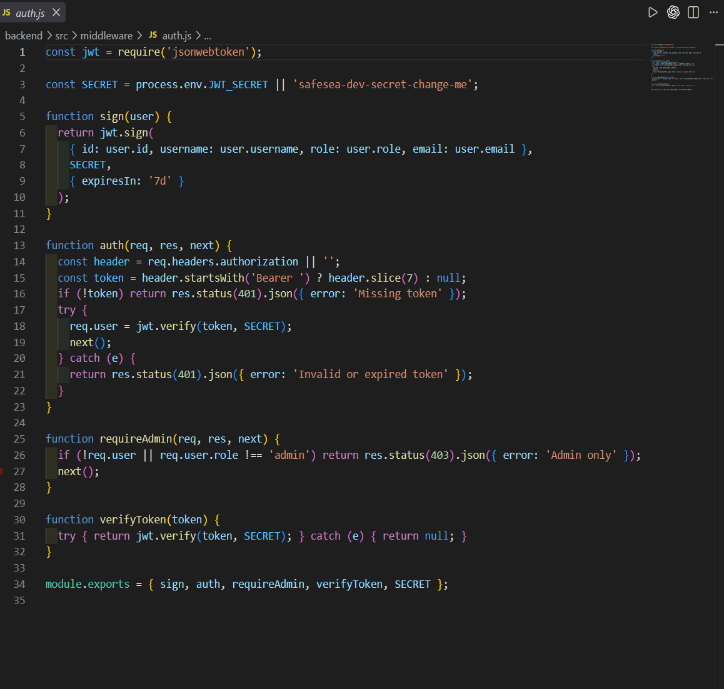 JS auth.js ×
backend > src > middleware > JS auth.js > ...
1 const jwt = require('jsonwebtoken');
2
3 const SECRET = process.env.JWT_SECRET || 'safesea-dev-secret-change-me';
4
5 function sign(user) {
6 return jwt.sign(
7 { id: user.id, username: user.username, role: user.role, email: user.email },
8 SECRET,
9 { expiresIn: '7d' }
10 );
11 }
12
13 function auth(req, res, next) {
14 const header = req.headers.authorization || '';
15 const token = header.startsWith('Bearer ') ? header.slice(7) : null;
16 if (!token) return res.status(401).json({ error: 'Missing token' });
17 try {
18 req.user = jwt.verify(token, SECRET);
19 next();
20 } catch (e) {
21 return res.status(401).json({ error: 'Invalid or expired token' });
22 }
23 }
24
25 function requireAdmin(req, res, next) {
26 if (!req.user || req.user.role !== 'admin') return res.status(403).json({ error: 'Admin only' });
27 next();
28 }
29
30 function verifyToken(token) {
31 try { return jwt.verify(token, SECRET); } catch (e) { return null; }
32 }
33
34 module.exports = { sign, auth, requireAdmin, verifyToken, SECRET };
35